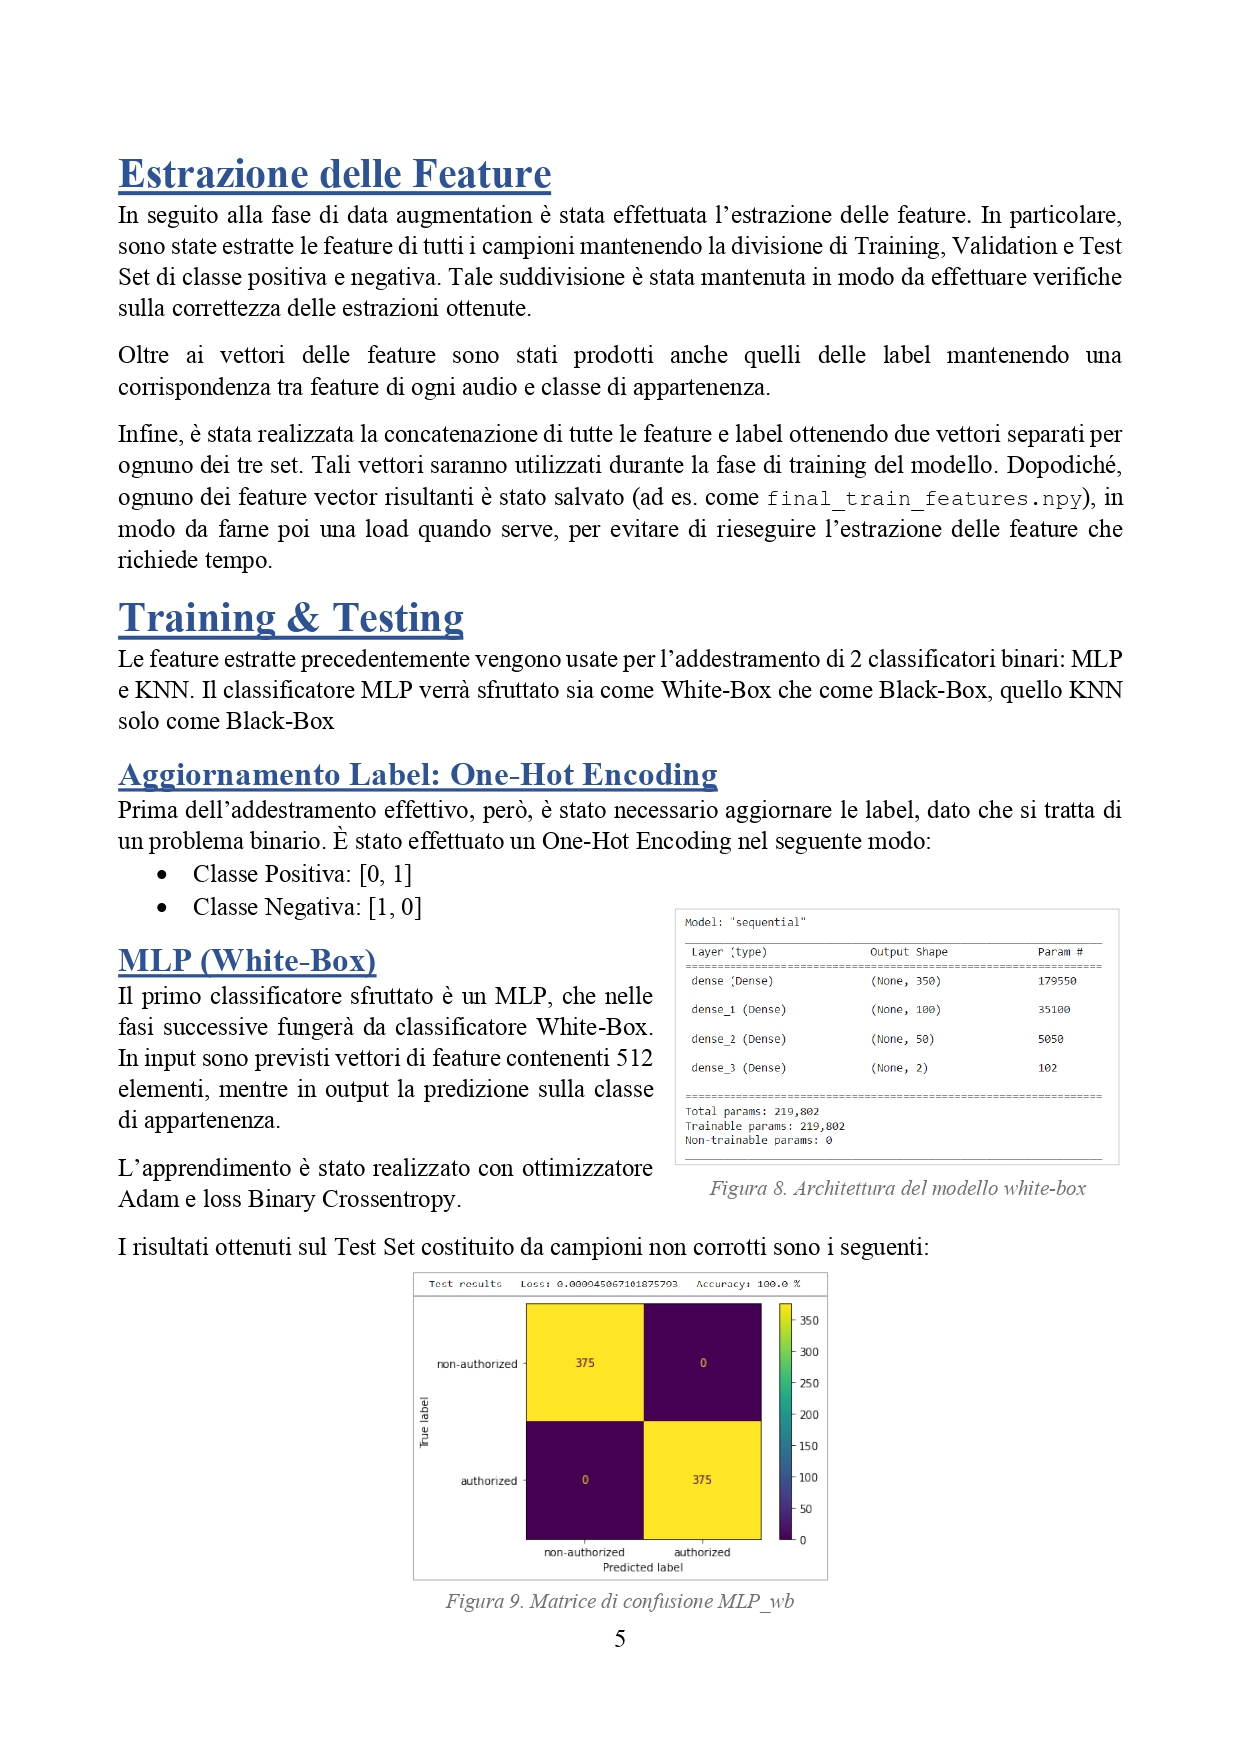 Estrazione delle Feature
In seguito alla fase di data augmentation è stata effettuata l’estrazione delle feature. In particolare,
sono state estratte le feature di tutti i campioni mantenendo la divisione di Training, Validation e Test
Set di classe positiva e negativa. Tale suddivisione è stata mantenuta in modo da effettuare verifiche
sulla correttezza delle estrazioni ottenute.
Oltre ai vettori delle feature sono stati prodotti anche quelli delle label mantenendo una
corrispondenza tra feature di ogni audio e classe di appartenenza.
Infine, è stata realizzata la concatenazione di tutte le feature e label ottenendo due vettori separati per
ognuno dei tre set. Tali vettori saranno utilizzati durante la fase di training del modello. Dopodiché,
ognuno dei feature vector risultanti è stato salvato (ad es. come final_train_features.npy), in
modo da farne poi una load quando serve, per evitare di rieseguire l’estrazione delle feature che
richiede tempo.
Training & Testing
Le feature estratte precedentemente vengono usate per l’addestramento di 2 classificatori binari: MLP
e KNN. Il classificatore MLP verrà sfruttato sia come White-Box che come Black-Box, quello KNN
solo come Black-Box
Aggiornamento Label: One-Hot Encoding
Prima dell’addestramento effettivo, però, è stato necessario aggiornare le label, dato che si tratta di
un problema binario. È stato effettuato un One-Hot Encoding nel seguente modo:
• Classe Positiva: [0, 1]
• Classe Negativa: [1, 0]
MLP (White-Box)
Il primo classificatore sfruttato è un MLP, che nelle
fasi successive fungerà da classificatore White-Box.
In input sono previsti vettori di feature contenenti 512
elementi, mentre in output la predizione sulla classe
di appartenenza.
L’apprendimento è stato realizzato con ottimizzatore
Adam e loss Binary Crossentropy.
Model: "sequential"
Layer (type) Output Shape Param #
dense (Dense) (None, 350) 179550
dense_1 (Dense) (None, 100) 35100
dense_2 (Dense) (None, 50) 5050
dense_3 (Dense) (None, 2) 102
Total params: 219,802
Trainable params: 219,802
Non-trainable params: 0
Figura 8. Architettura del modello white-box
I risultati ottenuti sul Test Set costituito da campioni non corrotti sono i seguenti:
Test results Loss: 0.000945067101875793 Accuracy: 100.0 %
True label
non-authorized 375 0
authorized 0 375
non-authorized authorized
Predicted label
350
300
250
200
150
100
50
0
Figura 9. Matrice di confusione MLP_wb
5